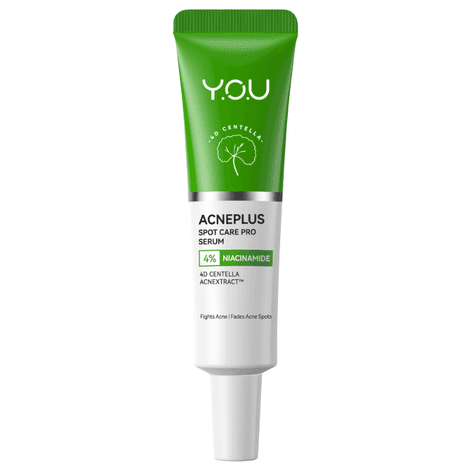 Y.O.U
4D CENTELLA
ACNEPLUS
SPOT CARE PRO
SERUM
4% NIACINAMIDE
4D CENTELLA
ACNEXTRACT™
Fights Acne | Fades Acne Spots